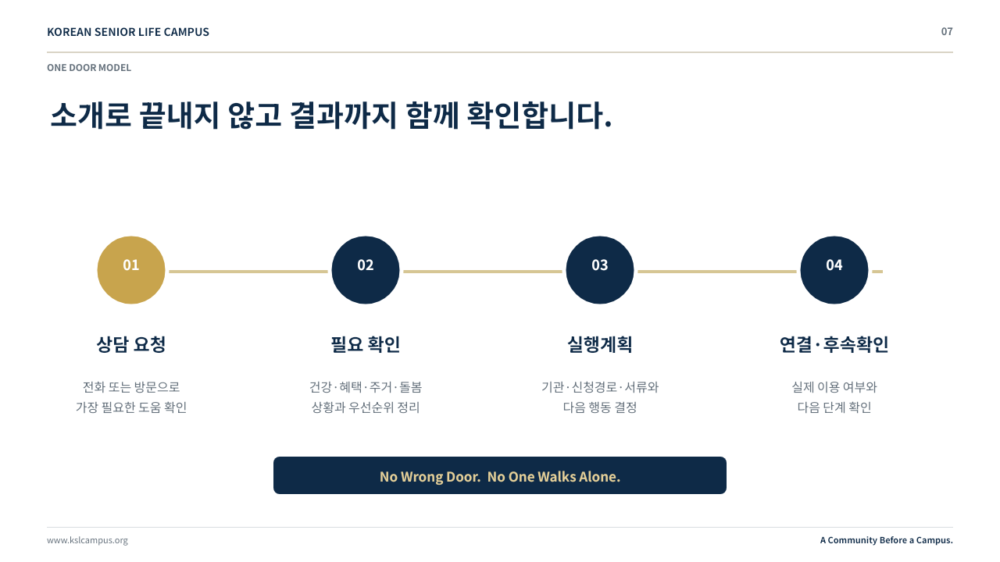 KOREAN SENIOR LIFE CAMPUS
07
ONE DOOR MODEL
소개로 끝내지 않고 결과까지 함께 확인합니다.
01
02
03
04
상담 요청
필요 확인
실행계획
연결·후속확인
전화 또는 방문으로
가장 필요한 도움 확인
건강·혜택·주거·돌봄
상황과 우선순위 정리
기관·신청경로·서류와
다음 행동 결정
실제 이용 여부와
다음 단계 확인
No Wrong Door.  No One Walks Alone.
www.kslcampus.org
A Community Before a Campus.